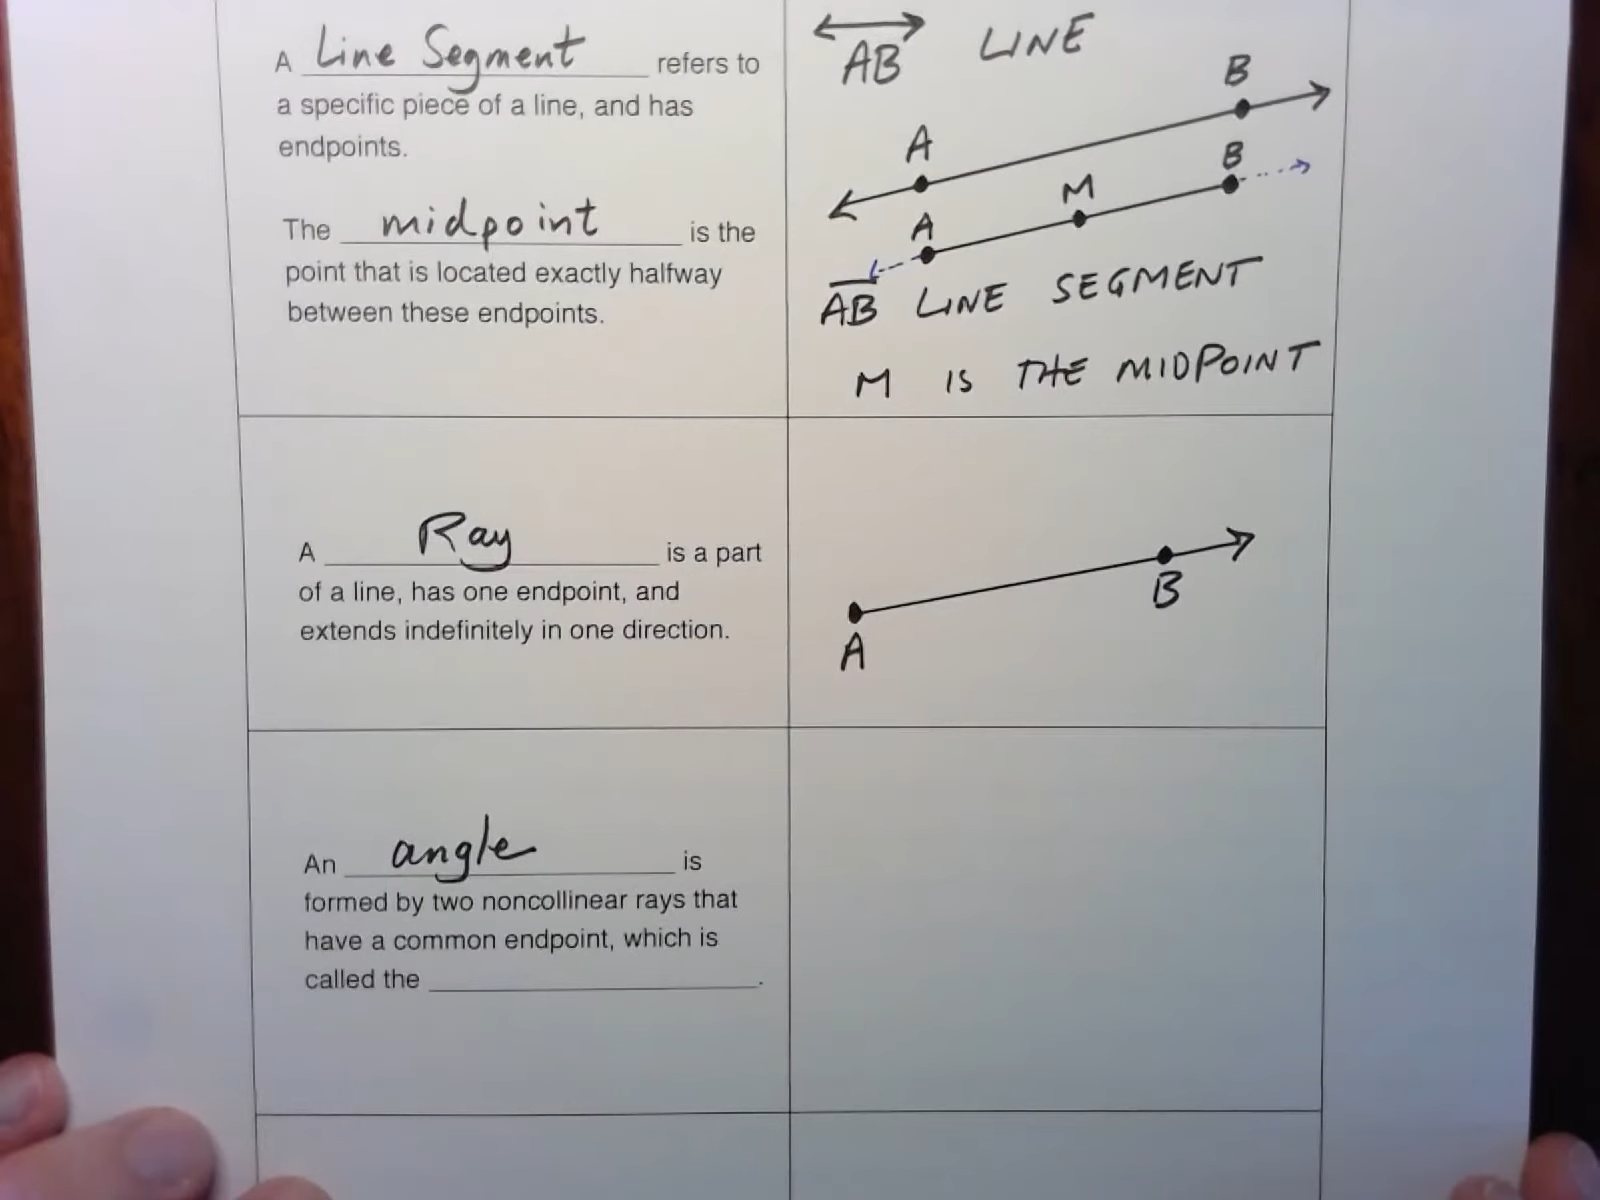 A Line Segment refers to
a specific piece of a line, and has
endpoints.
The midpoint is the
point that is located exactly halfway
between these endpoints.
AB LINE
A B
A M B
AB LINE SEGMENT
M IS THE MIDPOINT
A Ray is a part
of a line, has one endpoint, and
extends indefinitely in one direction.
B
A
An angle is
formed by two noncollinear rays that
have a common endpoint, which is
called the .